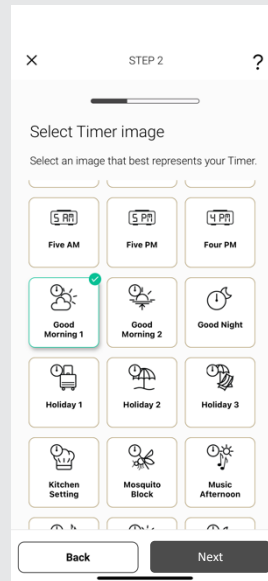 STEP 2
?
Select Timer image
Select an image that best represents your Timer.
5 AM
5 PM
4 PM
Five AM
Five PM
Four PM
Good
Morning 1
Good
Morning 2
Good Night
Holiday 1
Holiday 2
Holiday 3
Kitchen
Setting
Mosquito
Block
Music
Afternoon
Back
Next